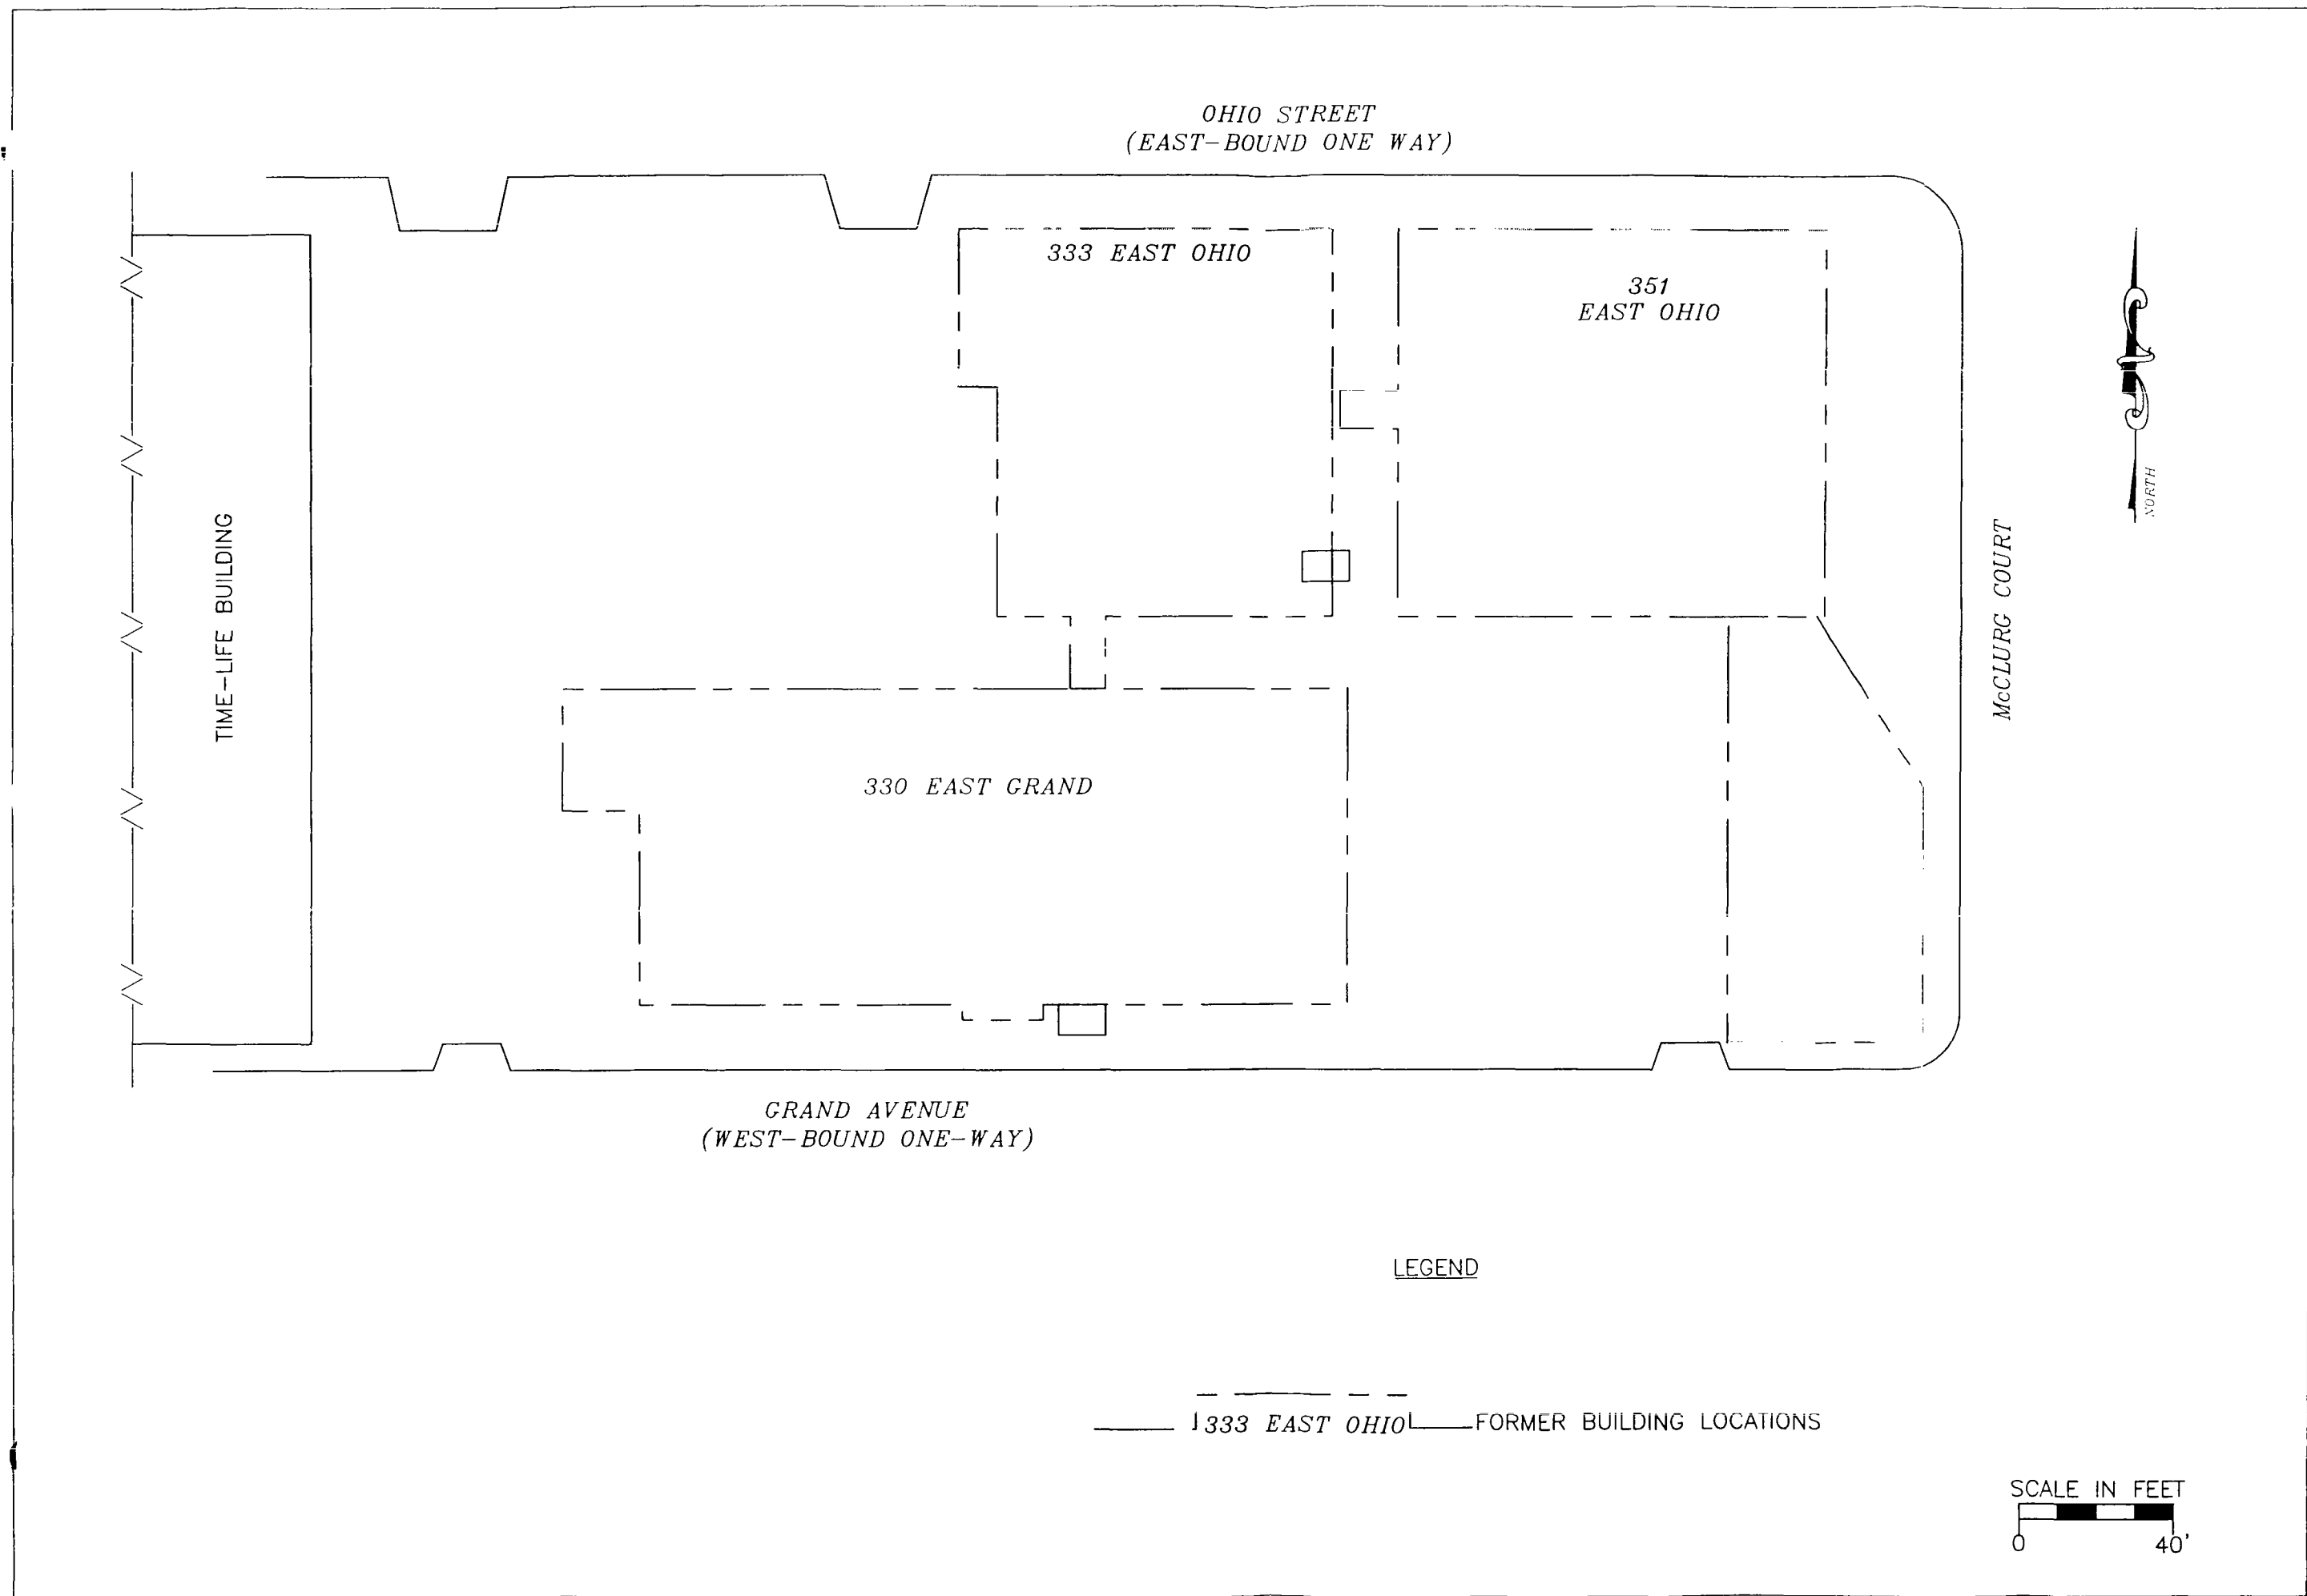 OHIO STREET
(EAST-BOUND ONE WAY)
333 EAST OHIO
351
EAST OHIO
TIME-LIFE BUILDING
McCLURG COURT
NORTH
330 EAST GRAND
GRAND AVENUE
(WEST-BOUND ONE-WAY)
LEGEND
333 EAST OHIO FORMER BUILDING LOCATIONS
SCALE IN FEET
0 40'